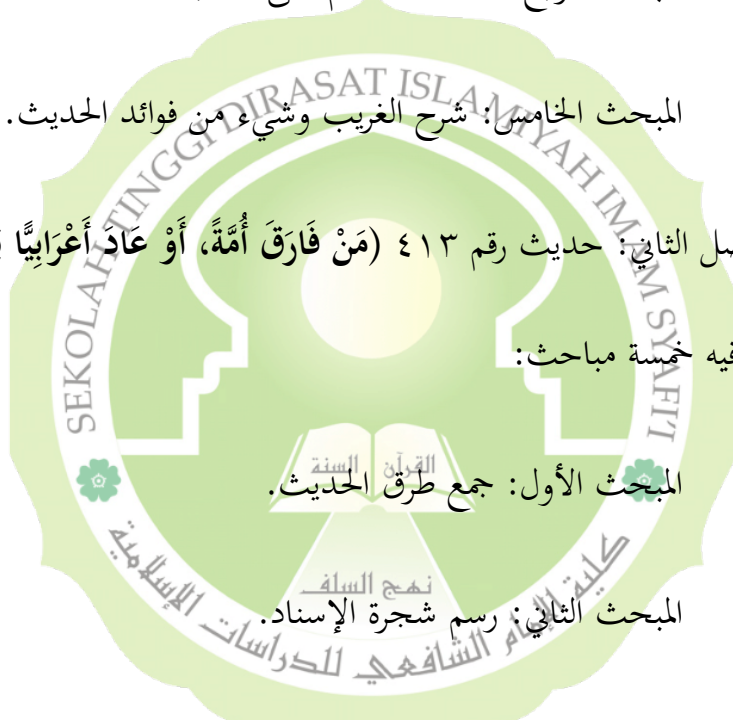 المبحث الخامس: شرح الغريب وشيء من فوائد الحديث.
الثاني: حديث رقم ٤١٣ (مَنْ فَارَقَ أُمَّةً، أَوْ عَادَ أَعْرَابِيًّا
فيه خمسة مباحث:
المبحث الأول: جمع طرق الحديث.
المبحث الثاني: رسم شجرة الإسناد.
SEKOLAH TINGGI DIRASAT ISLAMIYAH IMAM SYAFI'I
القرآن السنة
نهج السلف
كلية الإمام الشافعي للدراسات الإسلامية